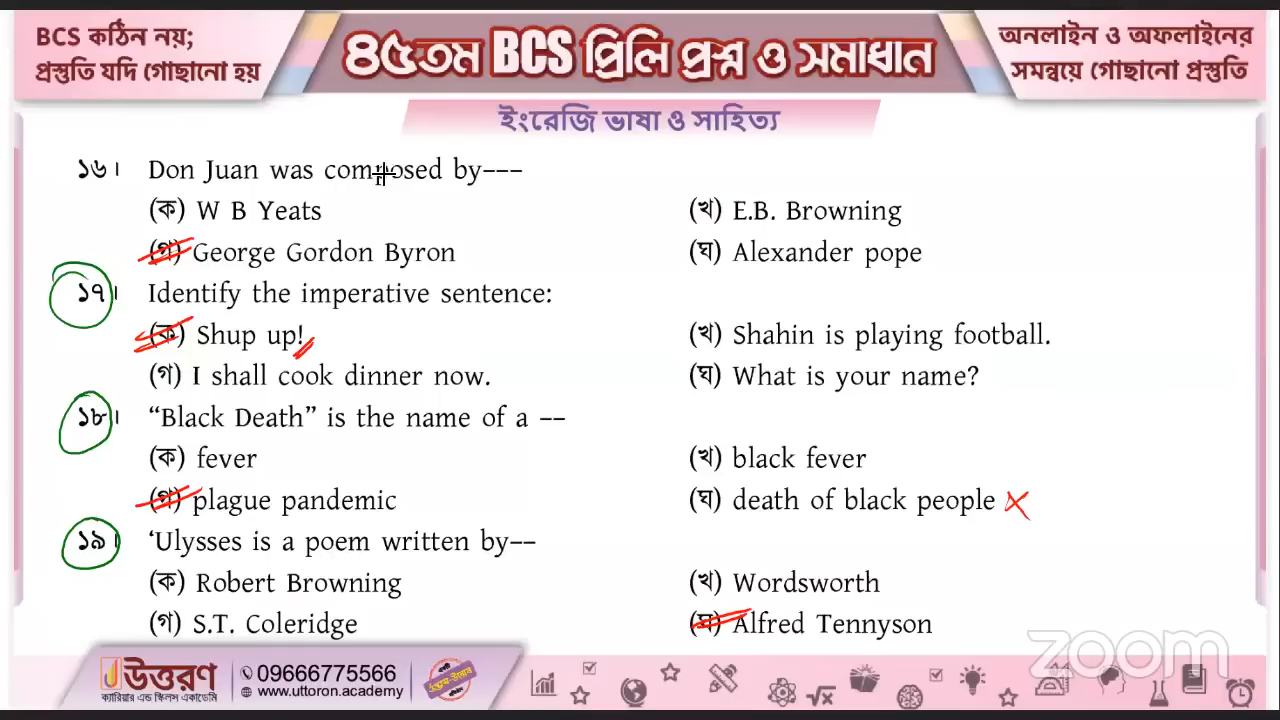 BCS কঠিন নয়;
প্রস্তুতি যদি গোছানো হয়
৪৫তম BCS প্রিলি প্রশ্ন ও সমাধান
অনলাইন ও অফলাইনের
সমন্বয়ে গোছানো প্রস্তুতি
ইংরেজি ভাষা ও সাহিত্য
১৬। Don Juan was composed by---
(ক) W B Yeats (খ) E.B. Browning
(গ) George Gordon Byron (ঘ) Alexander pope
১৭। Identify the imperative sentence:
(ক) Shup up! (খ) Shahin is playing football.
(গ) I shall cook dinner now. (ঘ) What is your name?
১৮। “Black Death” is the name of a --
(ক) fever (খ) black fever
(গ) plague pandemic (ঘ) death of black people
১৯। ‘Ulysses is a poem written by--
(ক) Robert Browning (খ) Wordsworth
(গ) S.T. Coleridge (ঘ) Alfred Tennyson
উত্তরণ
ক্যারিয়ার এন্ড স্কিলস একাডেমি
09666775566
www.uttoron.academy
zoom